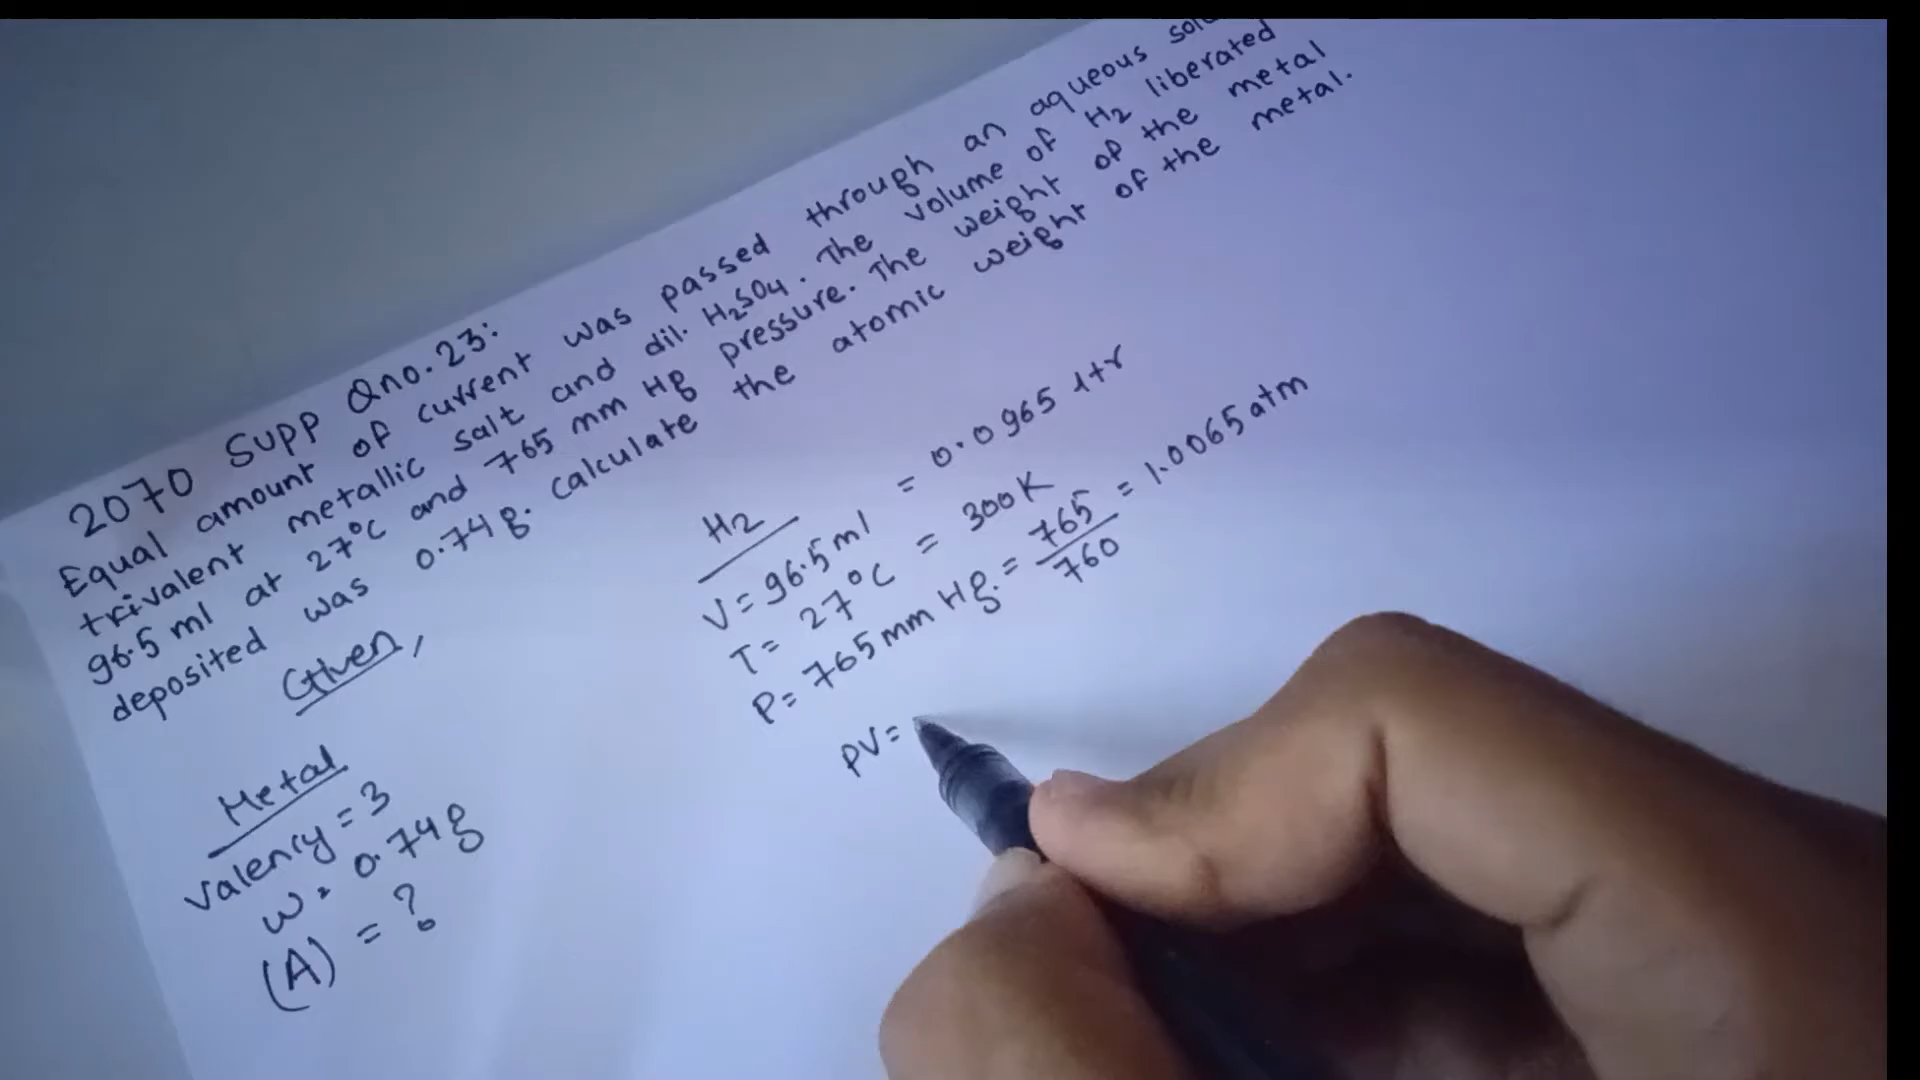 2070 Supp Qno. 23:
Equal amount of current was passed through an aqueous
trivalent metallic salt and dil. H2SO4. The volume of H2 liberated
96.5 ml at 27°C and 765 mm Hg pressure. The weight of the metal
deposited was 0.74 g. calculate the atomic weight of the metal.
Given,
Metal
Valency = 3
w = 0.74 g
(A) = ?
H2
V = 96.5 ml = 0.0965 ltr
T = 27°C = 300 K
P = 765 mm Hg. = 765/760 = 1.0065 atm
PV =